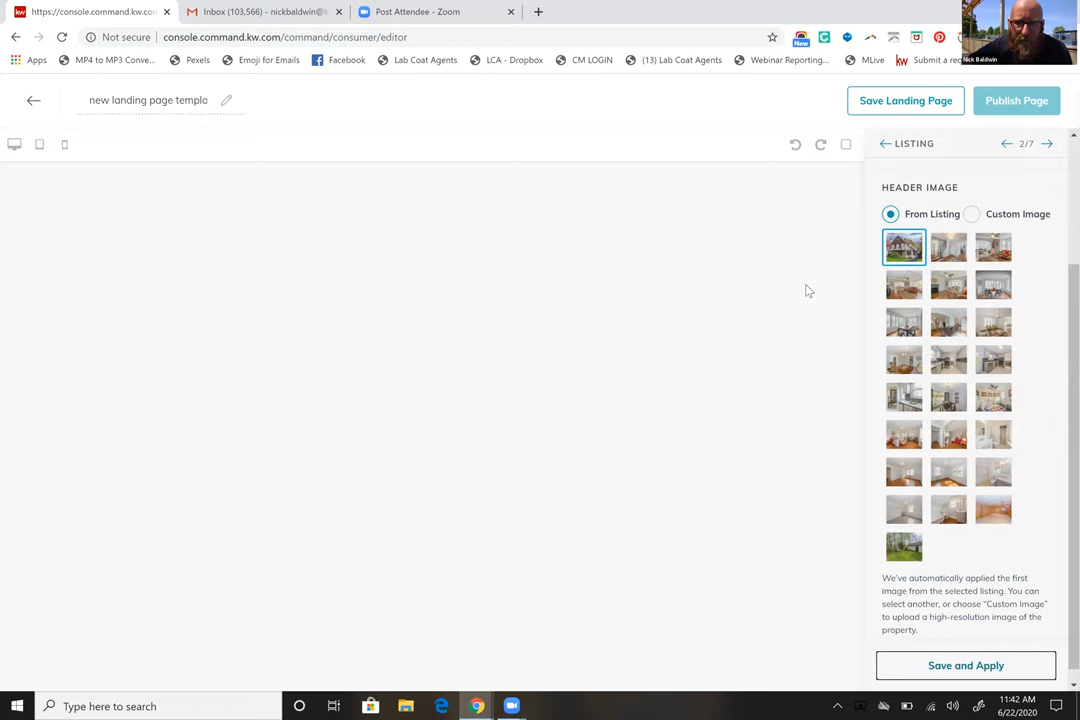 https://console.command.kw.co
Inbox (103,566) - nickbaldwin@k
Post Attendee - Zoom
Not secure
console.command.kw.com/command/consumer/editor
New
Nick Baldwin
Apps
MP4 to MP3 Conve...
Pexels
Emoji for Emails
Facebook
Lab Coat Agents
LCA - Dropbox
CM LOGIN
(13) Lab Coat Agents
Webinar Reporting...
MLive
kw
Submit a rec
new landing page templa
Save Landing Page
Publish Page
LISTING
2/7
HEADER IMAGE
From Listing
Custom Image
We've automatically applied the first
image from the selected listing. You can
select another, or choose "Custom Image"
to upload a high-resolution image of the
property.
Save and Apply
Type here to search
11:42 AM
6/22/2020